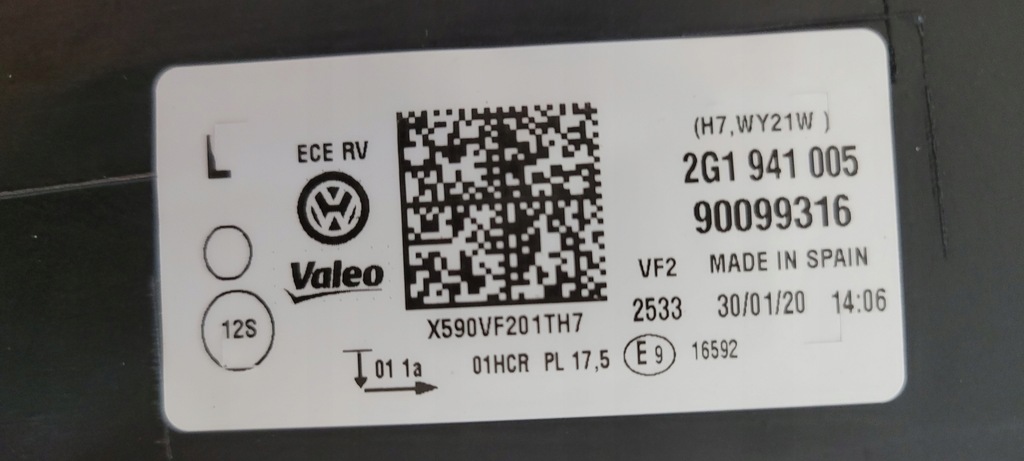 L
ECE RV
VW
Valeo
12S
X590VF201TH7
01 1a
01HCR PL 17,5
E 9
16592
(H7,WY21W )
2G1 941 005
90099316
VF2 MADE IN SPAIN
2533 30/01/20 14:06